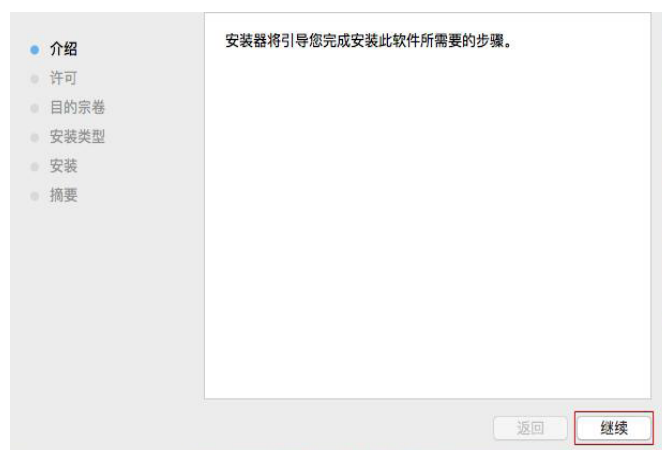 介绍
许可
目的宗卷
安装类型
安装
摘要
安装器将引导您完成安装此软件所需要的步骤。
返回
继续